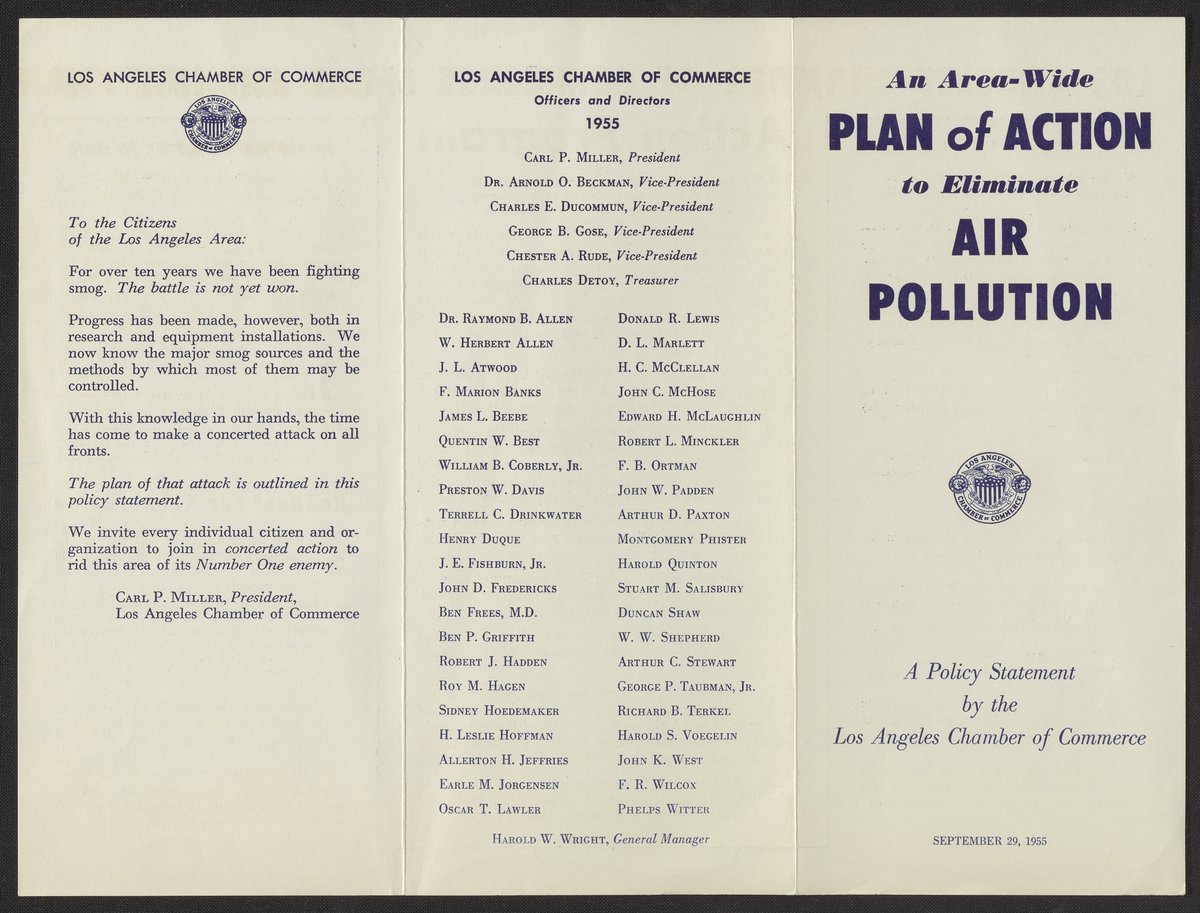 LOS ANGELES CHAMBER OF COMMERCE
LOS ANGELES
CHAMBER OF COMMERCE
To the Citizens
of the Los Angeles Area:
For over ten years we have been fighting
smog. The battle is not yet won.
Progress has been made, however, both in
research and equipment installations. We
now know the major smog sources and the
methods by which most of them may be
controlled.
With this knowledge in our hands, the time
has come to make a concerted attack on all
fronts.
The plan of that attack is outlined in this
policy statement.
We invite every individual citizen and or-
ganization to join in concerted action to
rid this area of its Number One enemy.
CARL P. MILLER, President,
Los Angeles Chamber of Commerce
LOS ANGELES CHAMBER OF COMMERCE
Officers and Directors
1955
CARL P. MILLER, President
DR. ARNOLD O. BECKMAN, Vice-President
CHARLES E. DUCOMMUN, Vice-President
GEORGE B. GOSE, Vice-President
CHESTER A. RUDE, Vice-President
CHARLES DETOY, Treasurer
DR. RAYMOND B. ALLEN
W. HERBERT ALLEN
J. L. ATWOOD
F. MARION BANKS
JAMES L. BEEBE
QUENTIN W. BEST
WILLIAM B. COBERLY, JR.
PRESTON W. DAVIS
TERRELL C. DRINKWATER
HENRY DUQUE
J. E. FISHBURN, JR.
JOHN D. FREDERICKS
BEN FREES, M.D.
BEN P. GRIFFITH
ROBERT J. HADDEN
ROY M. HAGEN
SIDNEY HOEDEMAKER
H. LESLIE HOFFMAN
ALLERTON H. JEFFRIES
EARLE M. JORGENSEN
OSCAR T. LAWLER
DONALD R. LEWIS
D. L. MARLETT
H. C. MCCLELLAN
JOHN C. MCHOSE
EDWARD H. MCLAUGHLIN
ROBERT L. MINCKLER
F. B. ORTMAN
JOHN W. PADDEN
ARTHUR D. PAXTON
MONTGOMERY PHISTER
HAROLD QUINTON
STUART M. SALISBURY
DUNCAN SHAW
W. W. SHEPHERD
ARTHUR C. STEWART
GEORGE P. TAUBMAN, JR.
RICHARD B. TERKEL
HAROLD S. VOEGELIN
JOHN K. WEST
F. R. WILCOX
PHELPS WITTER
HAROLD W. WRIGHT, General Manager
An Area-Wide
PLAN of ACTION
to Eliminate
AIR
POLLUTION
LOS ANGELES
CHAMBER OF COMMERCE
A Policy Statement
by the
Los Angeles Chamber of Commerce
SEPTEMBER 29, 1955